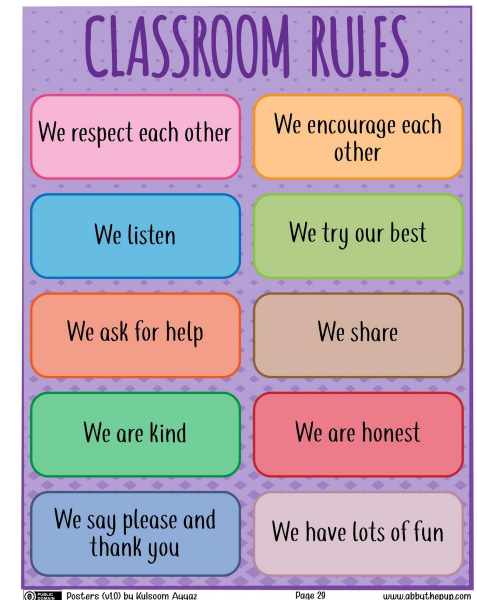 CLASSROOM RULES
We respect each other
We encourage each
other
We listen
We try our best
We ask for help
We share
We are kind
We are honest
We say please and
thank you
We have lots of fun
PUBLIC
DOMAIN
Posters (v1.0) by Kulsoom Ayyaz
Page 29
www.abbuthepup.com